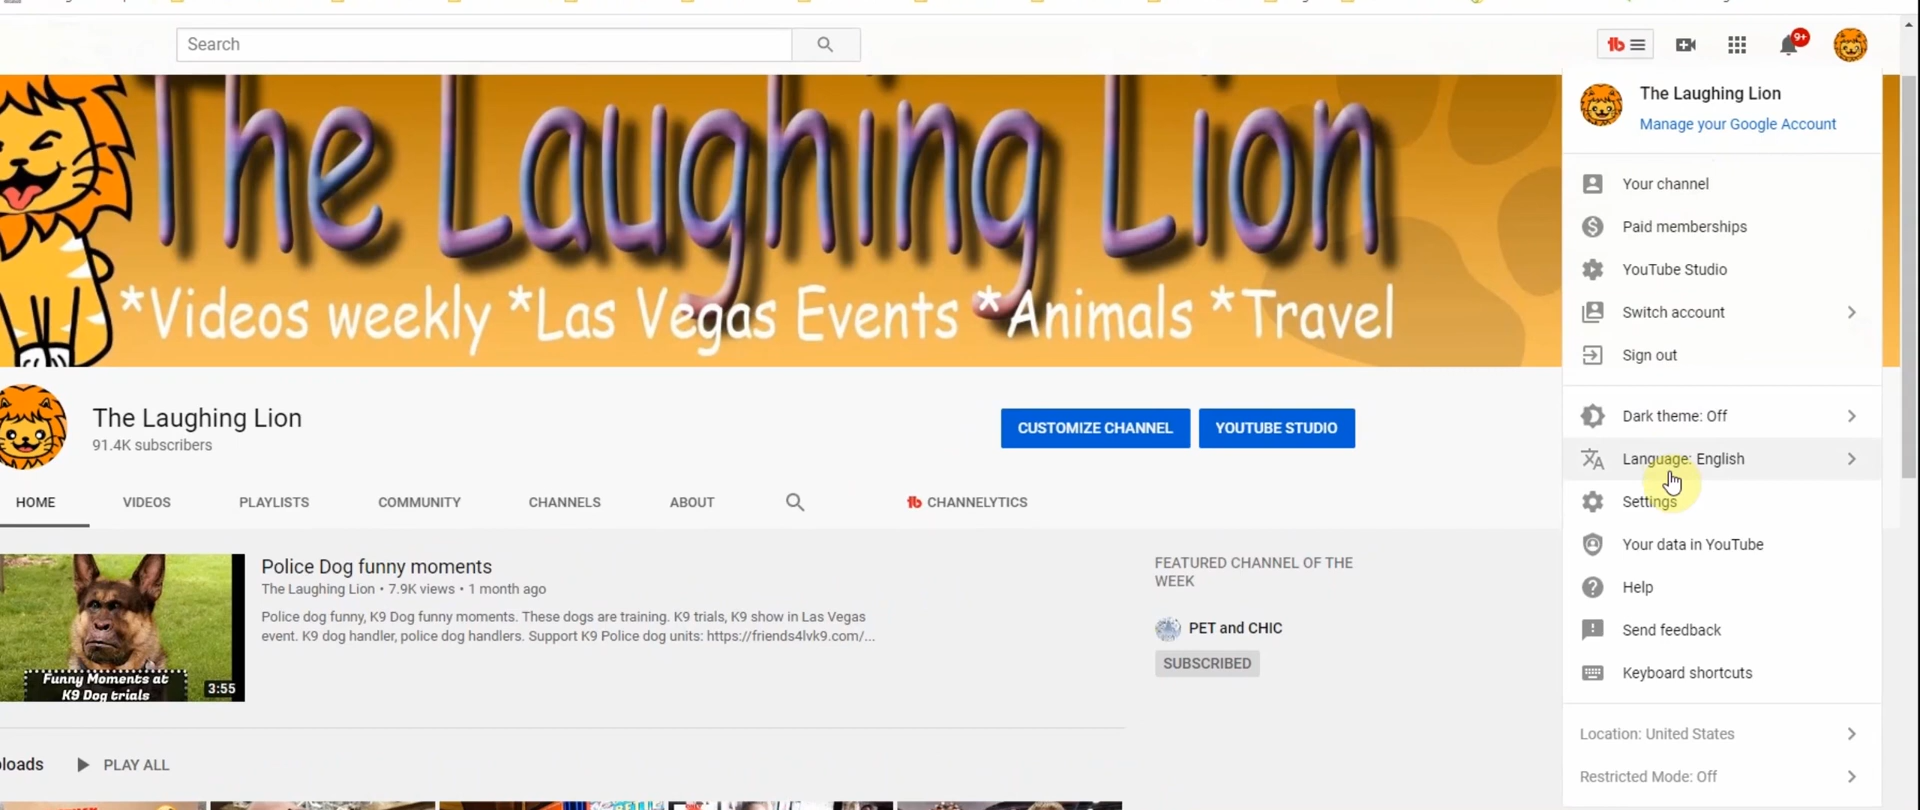 Search
9+
The Laughing Lion
*Videos weekly *Las Vegas Events *Animals *Travel
The Laughing Lion
91.4K subscribers
CUSTOMIZE CHANNEL
YOUTUBE STUDIO
HOME
VIDEOS
PLAYLISTS
COMMUNITY
CHANNELS
ABOUT
tb CHANNELYTICS
Funny Moments at
K9 Dog trials
3:55
Police Dog funny moments
The Laughing Lion • 7.9K views • 1 month ago
Police dog funny, K9 Dog funny moments. These dogs are training. K9 trials, K9 show in Las Vegas
event. K9 dog handler, police dog handlers. Support K9 Police dog units: https://friends4lvk9.com/...
FEATURED CHANNEL OF THE
WEEK
PET and CHIC
SUBSCRIBED
loads
PLAY ALL
tb
The Laughing Lion
Manage your Google Account
Your channel
Paid memberships
YouTube Studio
Switch account
Sign out
Dark theme: Off
Language: English
Settings
Your data in YouTube
Help
Send feedback
Keyboard shortcuts
Location: United States
Restricted Mode: Off